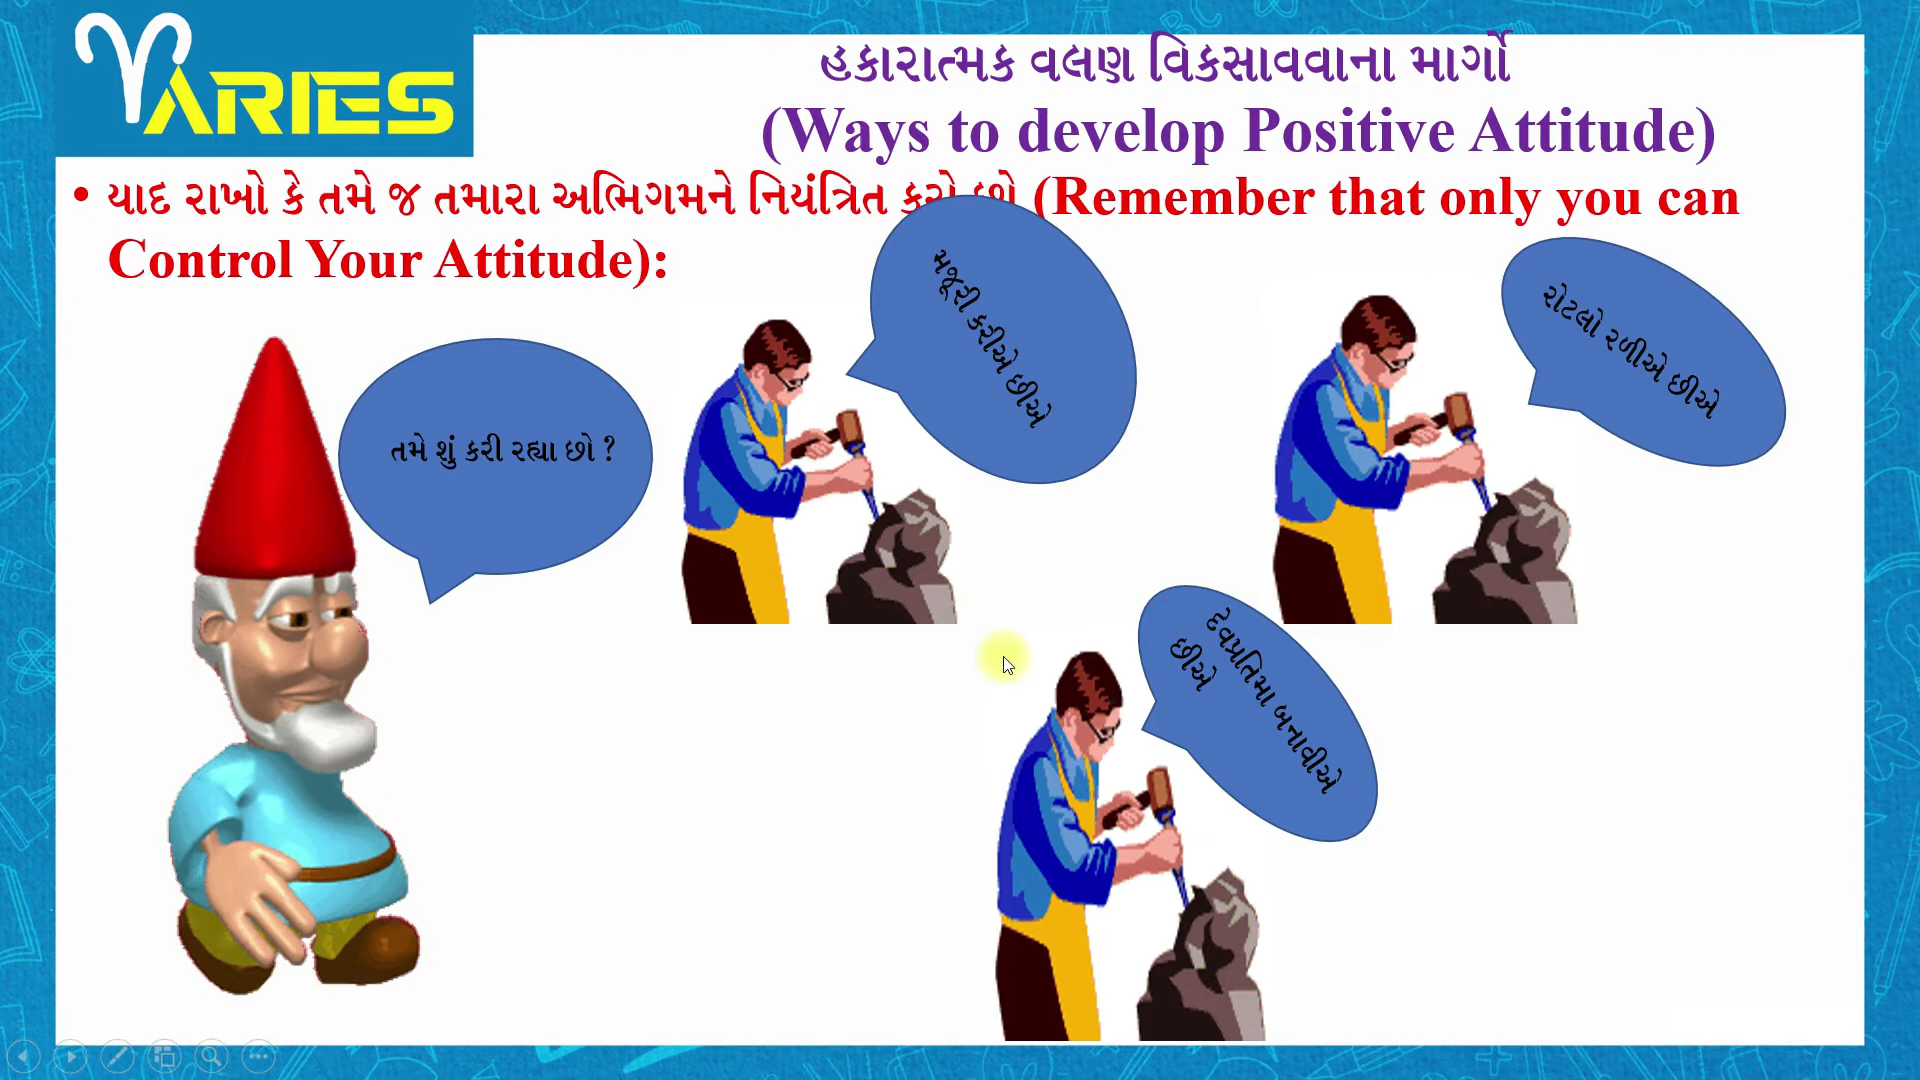 ARIES
હકારાત્મક વલણ વિકસાવવાના માર્ગો
(Ways to develop Positive Attitude)
• યાદ રાખો કે તમે જ તમારા અભિગમને નિયંત્રિત કરો છો (Remember that only you can
Control Your Attitude):
તમે શું કરી રહ્યા છો ?
મજૂરી કરીએ છીએ
રોટલો રળીએ છીએ
દેવપ્રતિમા બનાવીએ
છીએ